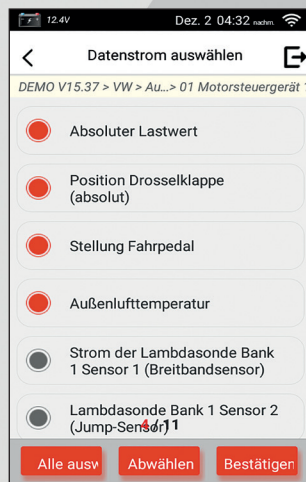 12.4V Dez. 2 04:32 nachm.
Datenstrom auswählen
DEMO V15.37 > VW > Au...> 01 Motorsteuergerät 1
Absoluter Lastwert
Position Drosselklappe
(absolut)
Stellung Fahrpedal
Außenlufttemperatur
Strom der Lambdasonde Bank
1 Sensor 1 (Breitbandsensor)
Lambdasonde Bank 1 Sensor 2
(Jump-Sensor)
4 / 11
Alle ausw Abwählen Bestätigen